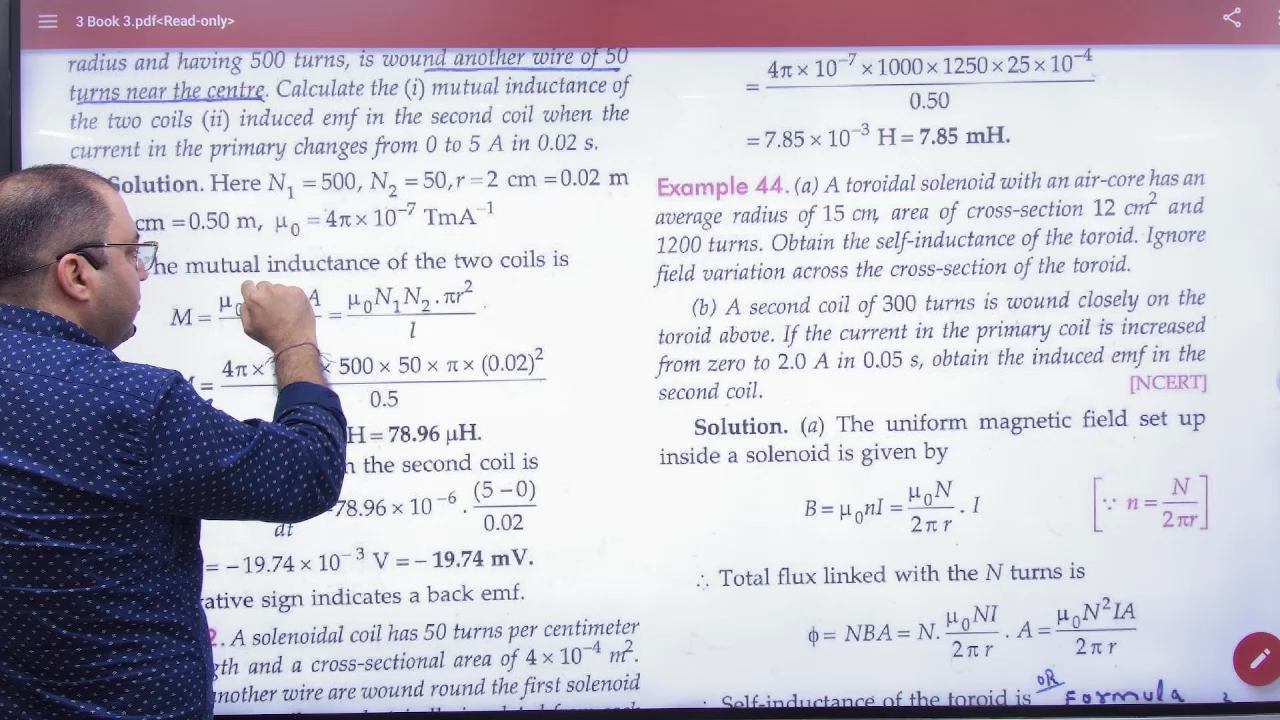 3 Book 3.pdf<Read-only>
radius and having 500 turns, is wound another wire of 50
turns near the centre. Calculate the (i) mutual inductance of
the two coils (ii) induced emf in the second coil when the
current in the primary changes from 0 to 5 A in 0.02 s.
Solution. Here N₁ = 500, N₂ = 50, r = 2 cm = 0.02 m
cm = 0.50 m, μ₀ = 4π × 10⁻⁷ TmA⁻¹
he mutual inductance of the two coils is
M = μ₀ A = μ₀N₁N₂ . πr² / l
= 4π × 500 × 50 × π × (0.02)² / 0.5
H = 78.96 μH.
the second coil is
dt 78.96 × 10⁻⁶ . (5 – 0) / 0.02
= – 19.74 × 10⁻³ V = – 19.74 mV.
ative sign indicates a back emf.
2. A solenoidal coil has 50 turns per centimeter
gth and a cross-sectional area of 4 × 10⁻⁴ m².
another wire are wound round the first solenoid
= 4π × 10⁻⁷ × 1000 × 1250 × 25 × 10⁻⁴ / 0.50
= 7.85 × 10⁻³ H = 7.85 mH.
Example 44. (a) A toroidal solenoid with an air-core has an
average radius of 15 cm, area of cross-section 12 cm² and
1200 turns. Obtain the self-inductance of the toroid. Ignore
field variation across the cross-section of the toroid.
(b) A second coil of 300 turns is wound closely on the
toroid above. If the current in the primary coil is increased
from zero to 2.0 A in 0.05 s, obtain the induced emf in the
second coil. [NCERT]
Solution. (a) The uniform magnetic field set up
inside a solenoid is given by
B = μ₀nI = μ₀N / 2πr . I [∵ n = N / 2πr]
∴ Total flux linked with the N turns is
φ = NBA = N. μ₀NI / 2πr . A = μ₀N²IA / 2πr
Self-inductance of the toroid is OR Formula